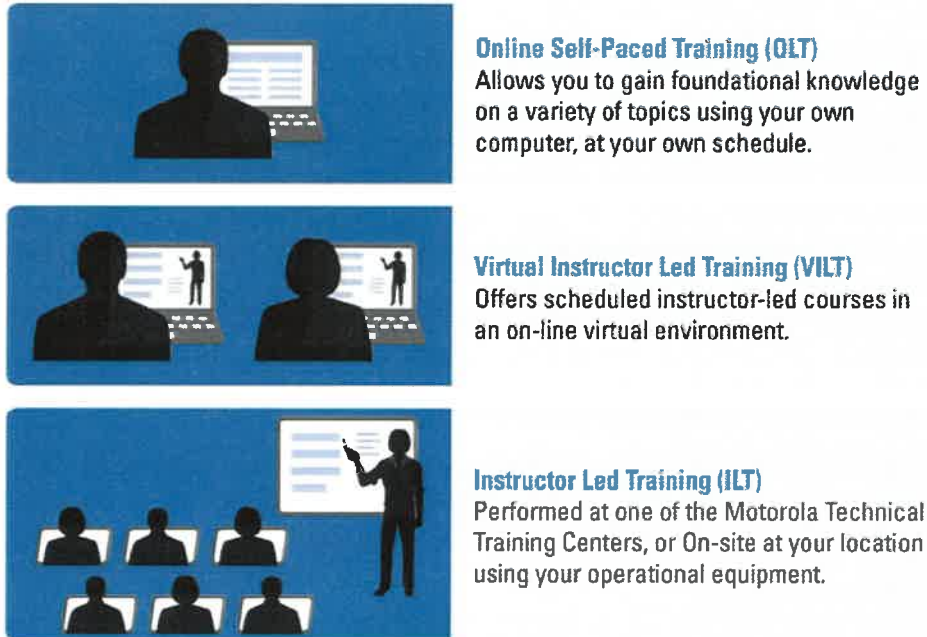 Online Self-Paced Training (OLT)
Allows you to gain foundational knowledge
on a variety of topics using your own
computer, at your own schedule.
Virtual Instructor Led Training (VILT)
Offers scheduled instructor-led courses in
an on-line virtual environment.
Instructor Led Training (ILT)
Performed at one of the Motorola Technical
Training Centers, or On-site at your location
using your operational equipment.